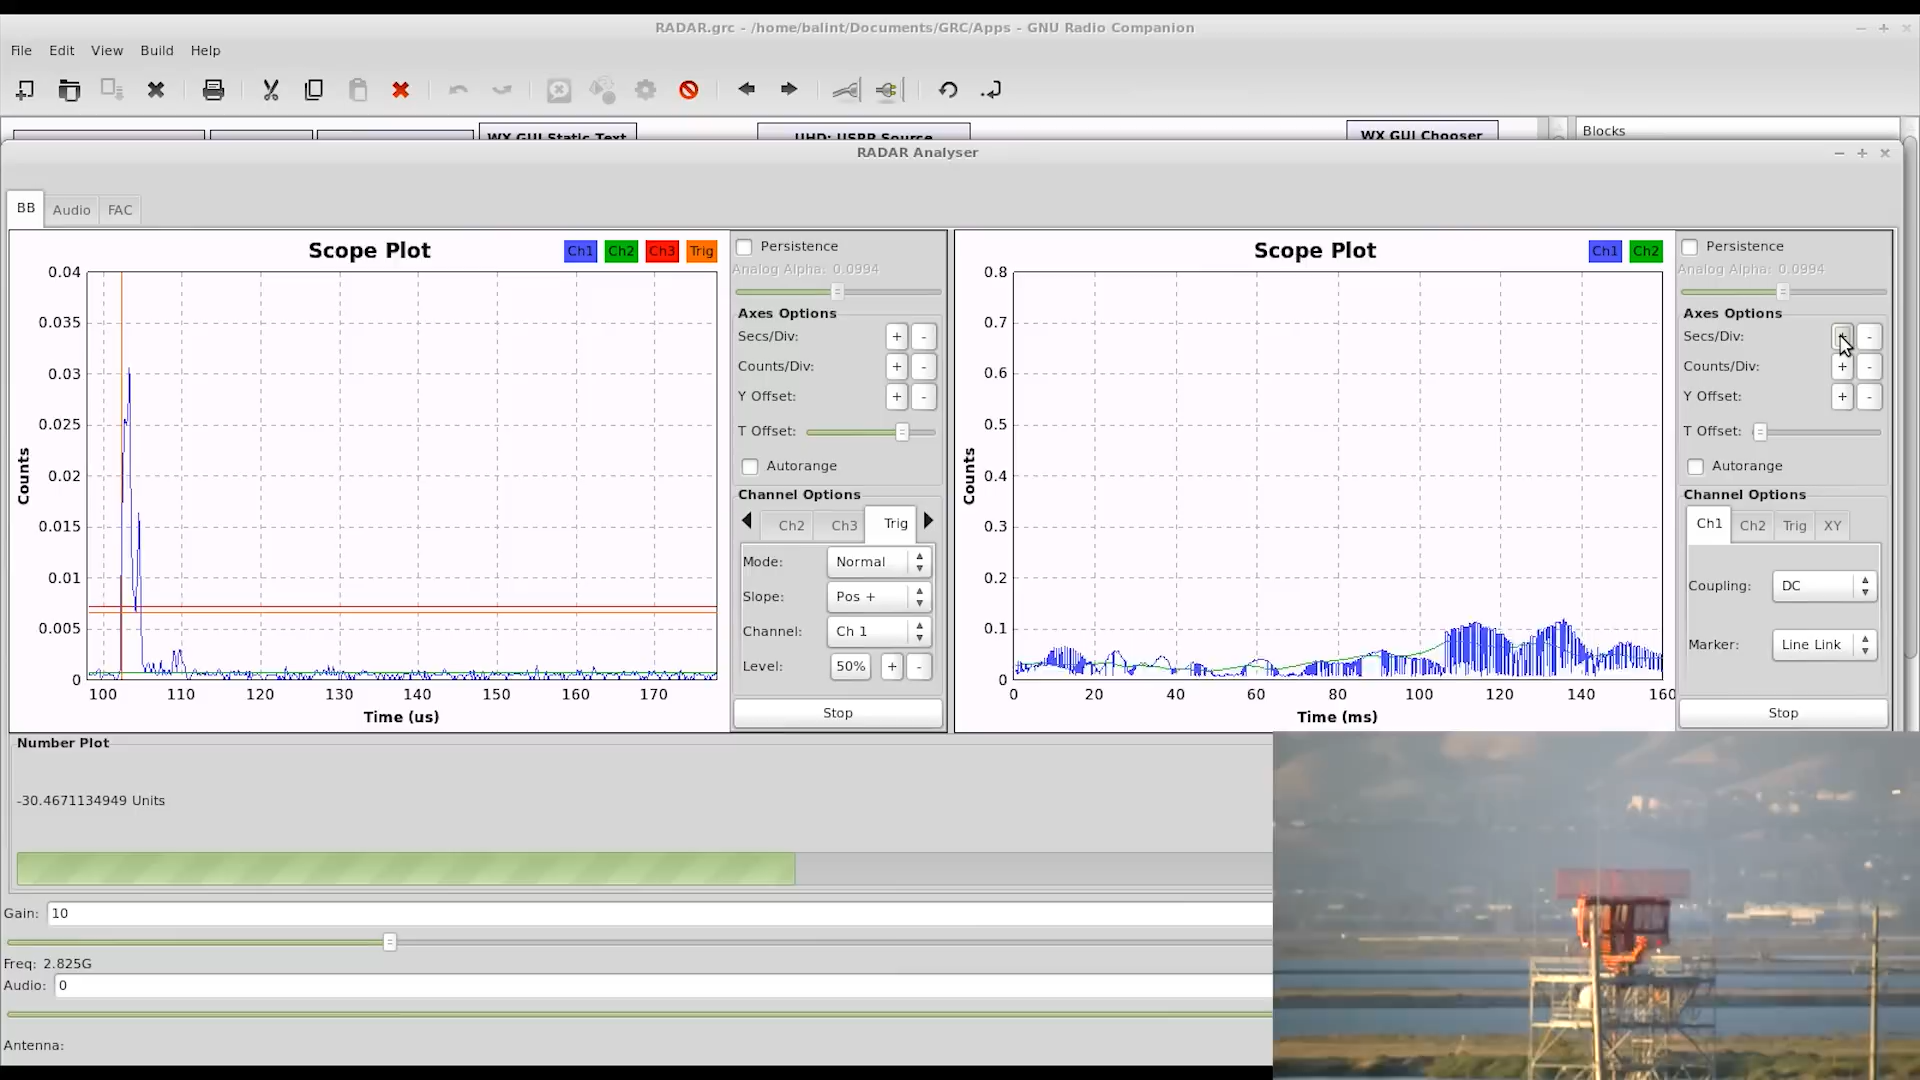 RADAR.grc - /home/balint/Documents/GRC/Apps - GNU Radio Companion
File Edit View Build Help
WX GUI Static Text
UHD: USRP Source
WX GUI Chooser
Blocks
RADAR Analyser
BB Audio FAC
Scope Plot
Ch1 Ch2 Ch3 Trig
0.04
0.035
0.03
0.025
0.02
0.015
0.01
0.005
0
Counts
100 110 120 130 140 150 160 170
Time (us)
Persistence
Analog Alpha: 0.0994
Axes Options
Secs/Div: + -
Counts/Div: + -
Y Offset: + -
T Offset:
Autorange
Channel Options
Ch2 Ch3 Trig
Mode: Normal
Slope: Pos +
Channel: Ch 1
Level: 50% + -
Stop
Scope Plot
Ch1 Ch2
0.8
0.7
0.6
0.5
0.4
0.3
0.2
0.1
0
Counts
0 20 40 60 80 100 120 140 160
Time (ms)
Persistence
Analog Alpha: 0.0994
Axes Options
Secs/Div: + -
Counts/Div: + -
Y Offset: + -
T Offset:
Autorange
Channel Options
Ch1 Ch2 Trig XY
Coupling: DC
Marker: Line Link
Stop
Number Plot
-30.4671134949 Units
Gain: 10
Freq: 2.825G
Audio: 0
Antenna: